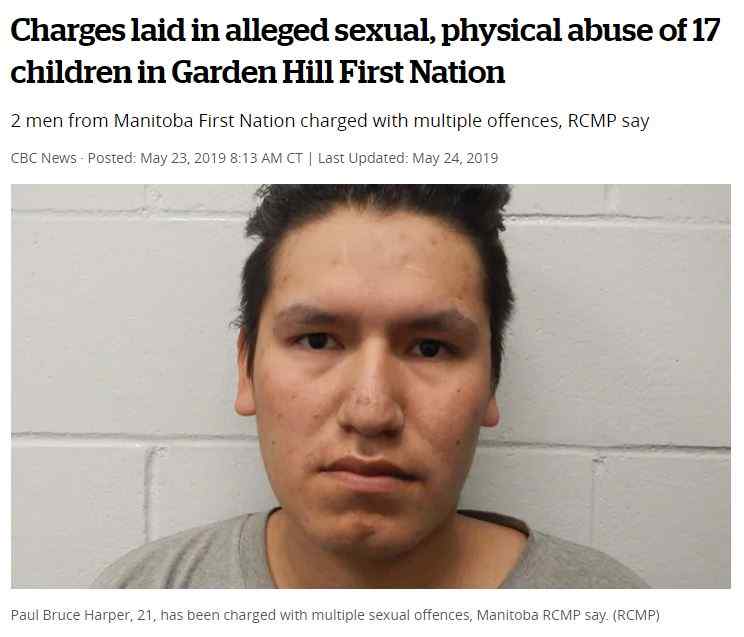 Charges laid in alleged sexual, physical abuse of 17
children in Garden Hill First Nation
2 men from Manitoba First Nation charged with multiple offences, RCMP say
CBC News · Posted: May 23, 2019 8:13 AM CT | Last Updated: May 24, 2019
Paul Bruce Harper, 21, has been charged with multiple sexual offences, Manitoba RCMP say. (RCMP)